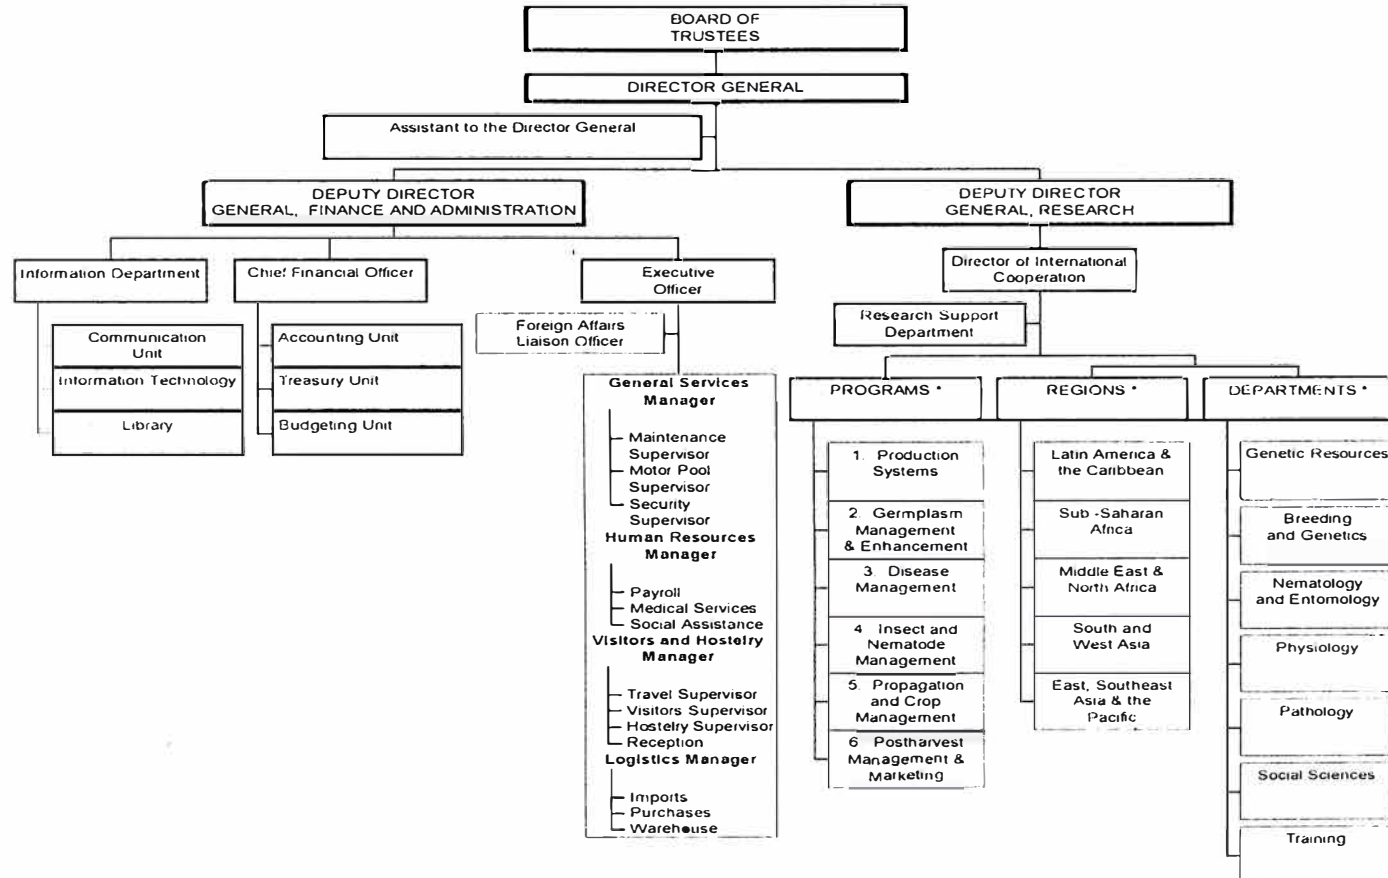 BOARD OF
TRUSTEES
DIRECTOR GENERAL
Assistant to the Director General
DEPUTY DIRECTOR
GENERAL, FINANCE AND ADMINISTRATION
DEPUTY DIRECTOR
GENERAL, RESEARCH
Information Department
Communication
Unit
Information Technology
Library
Chief Financial Officer
Accounting Unit
Treasury Unit
Budgeting Unit
Executive
Officer
Foreign Affairs
Liaison Officer
General Services
Manager
Maintenance
Supervisor
Motor Pool
Supervisor
Security
Supervisor
Human Resources
Manager
Payroll
Medical Services
Social Assistance
Visitors and Hostelry
Manager
Travel Supervisor
Visitors Supervisor
Hostelry Supervisor
Reception
Logistics Manager
Imports
Purchases
Warehouse
Director of International
Cooperation
Research Support
Department
PROGRAMS *
1. Production
Systems
2. Germplasm
Management
& Enhancement
3. Disease
Management
4. Insect and
Nematode
Management
5. Propagation
and Crop
Management
6. Postharvest
Management &
Marketing
REGIONS *
Latin America &
the Caribbean
Sub-Saharan
Africa
Middle East &
North Africa
South and
West Asia
East, Southeast
Asia & the
Pacific
DEPARTMENTS *
Genetic Resources
Breeding
and Genetics
Nematology
and Entomology
Physiology
Pathology
Social Sciences
Training